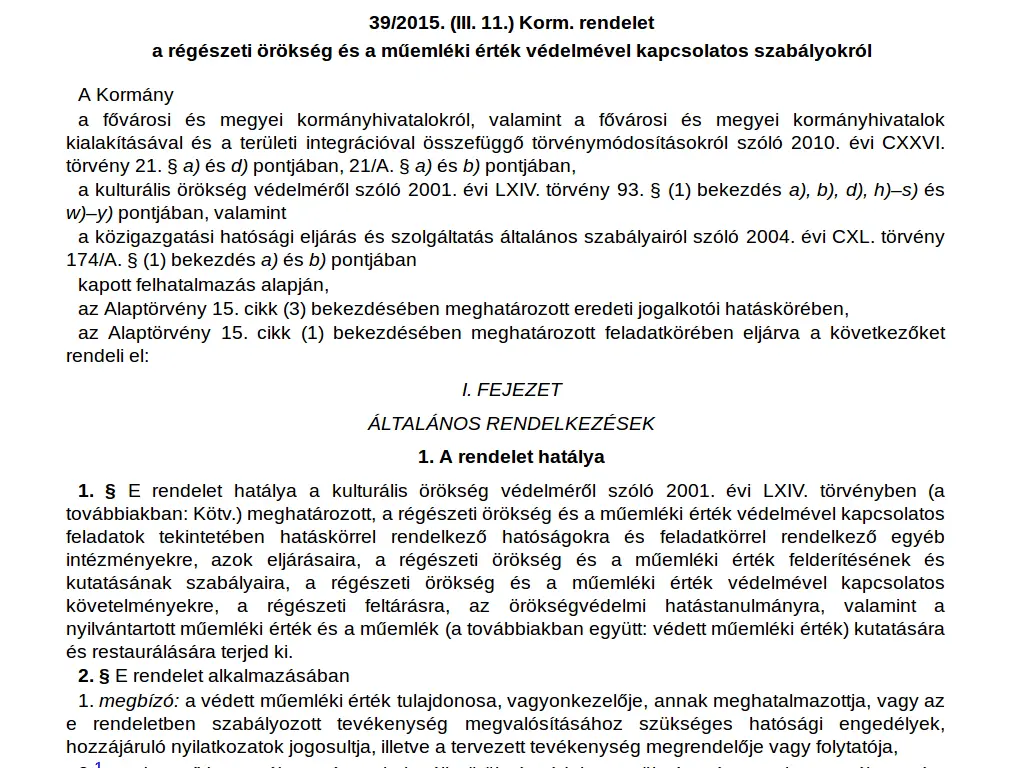 39/2015. (III. 11.) Korm. rendelet
a régészeti örökség és a műemléki érték védelmével kapcsolatos szabályokról
A Kormány
a fővárosi és megyei kormányhivatalokról, valamint a fővárosi és megyei kormányhivatalok
kialakításával és a területi integrációval összefüggő törvénymódosításokról szóló 2010. évi CXXVI.
törvény 21. § a) és d) pontjában, 21/A. § a) és b) pontjában,
a kulturális örökség védelméről szóló 2001. évi LXIV. törvény 93. § (1) bekezdés a), b), d), h)–s) és
w)–y) pontjában, valamint
a közigazgatási hatósági eljárás és szolgáltatás általános szabályairól szóló 2004. évi CXL. törvény
174/A. § (1) bekezdés a) és b) pontjában
kapott felhatalmazás alapján,
az Alaptörvény 15. cikk (3) bekezdésében meghatározott eredeti jogalkotói hatáskörében,
az Alaptörvény 15. cikk (1) bekezdésében meghatározott feladatkörében eljárva a következőket
rendeli el:
I. FEJEZET
ÁLTALÁNOS RENDELKEZÉSEK
1. A rendelet hatálya
1. § E rendelet hatálya a kulturális örökség védelméről szóló 2001. évi LXIV. törvényben (a
továbbiakban: Kötv.) meghatározott, a régészeti örökség és a műemléki érték védelmével kapcsolatos
feladatok tekintetében hatáskörrel rendelkező hatóságokra és feladatkörrel rendelkező egyéb
intézményekre, azok eljárásaira, a régészeti örökség és a műemléki érték felderítésének és
kutatásának szabályaira, a régészeti örökség és a műemléki érték védelmével kapcsolatos
követelményekre, a régészeti feltárásra, az örökségvédelmi hatástanulmányra, valamint a
nyilvántartott műemléki érték és a műemlék (a továbbiakban együtt: védett műemléki érték) kutatására
és restaurálására terjed ki.
2. § E rendelet alkalmazásában
1. megbízó: a védett műemléki érték tulajdonosa, vagyonkezelője, annak meghatalmazottja, vagy az
e rendeletben szabályozott tevékenység megvalósításához szükséges hatósági engedélyek,
hozzájáruló nyilatkozatok jogosultja, illetve a tervezett tevékenység megrendelője vagy folytatója,